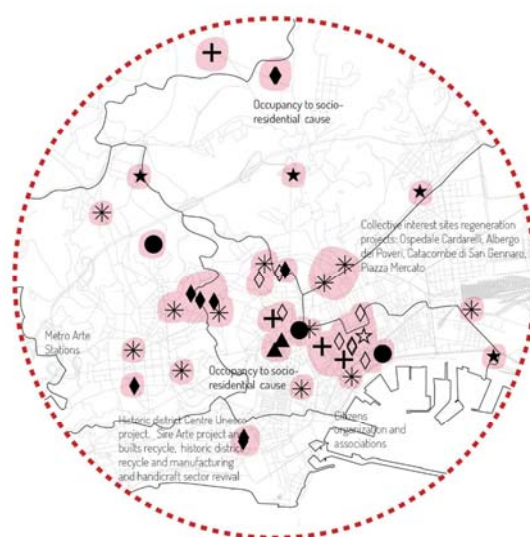 Occupancy to socio-
residential cause
Collective interest sites regeneration
projects: Ospedale Cardarelli, Albergo
dei Poveri, Catacombe di San Gennaro,
Piazza Mercato
Metro Arte
Stations
Occupancy to socio-
residential cause
Historic district Centre Unesco
project. Sire Arte project and
builts recycle, historic district
recycle and manufacturing
and handicraft sector revival
Citizens
organization and
associations